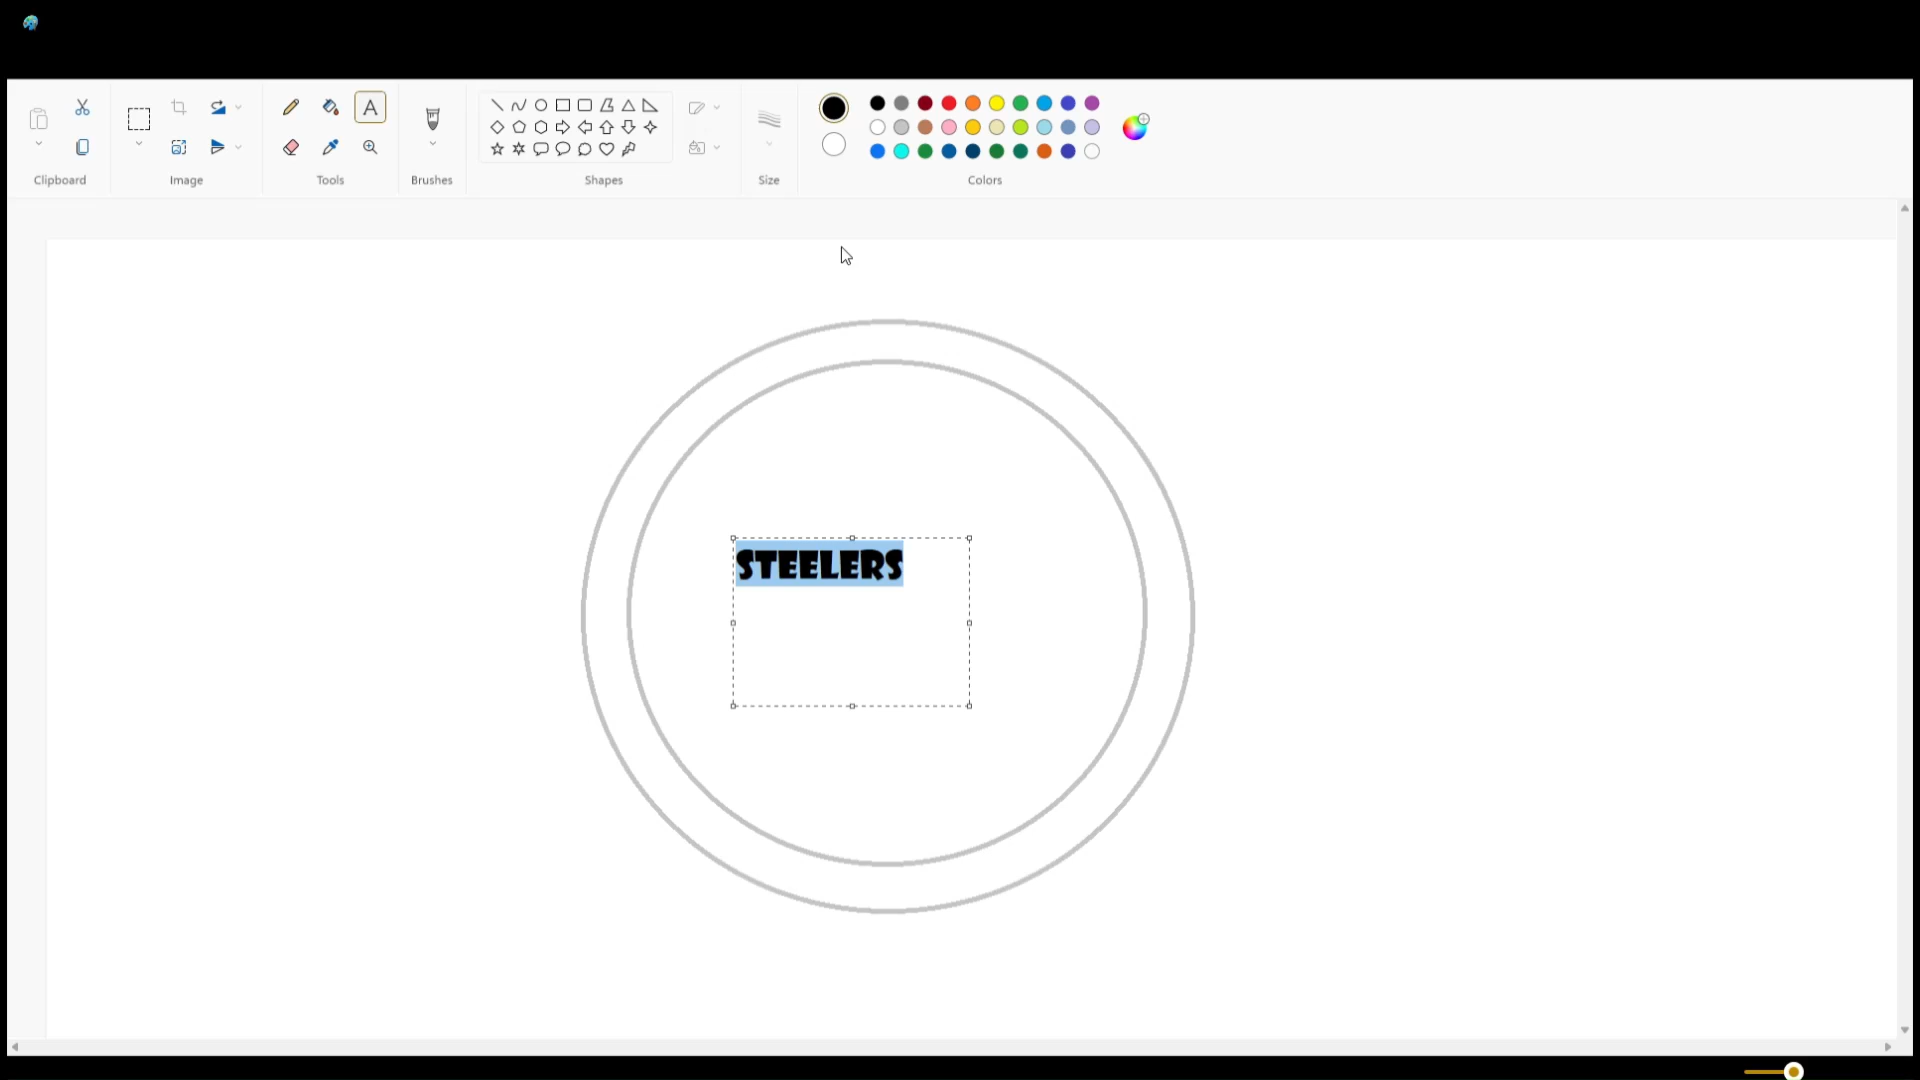 A
Clipboard
Image
Tools
Brushes
Shapes
Size
Colors
STEELERS